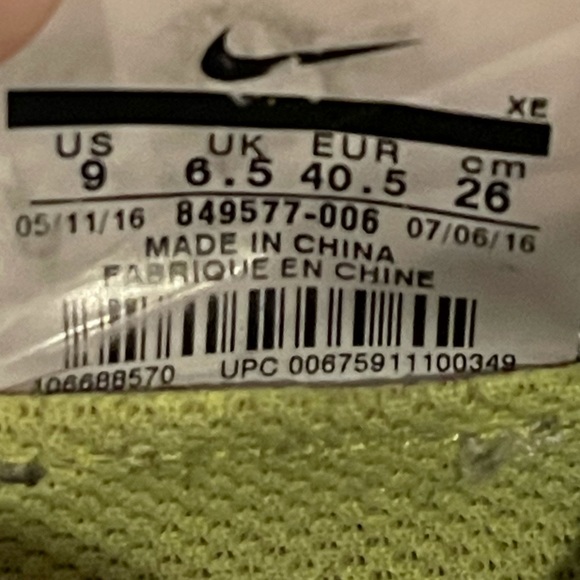 XE
US UK EUR cm
9 6.5 40.5 26
05/11/16 849577-006 07/06/16
MADE IN CHINA
FABRIQUE EN CHINE
106688570 UPC 00675911100349